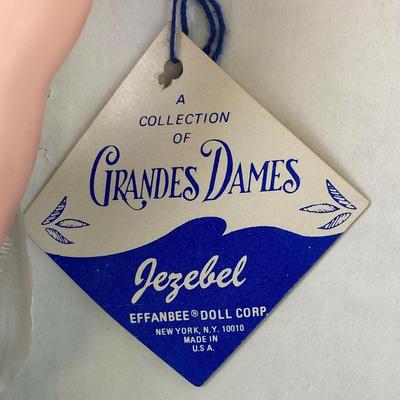 A
COLLECTION
OF
GRANDES DAMES
Jezebel
EFFANBEE® DOLL CORP.
NEW YORK, N.Y. 10010
MADE IN
U.S.A.